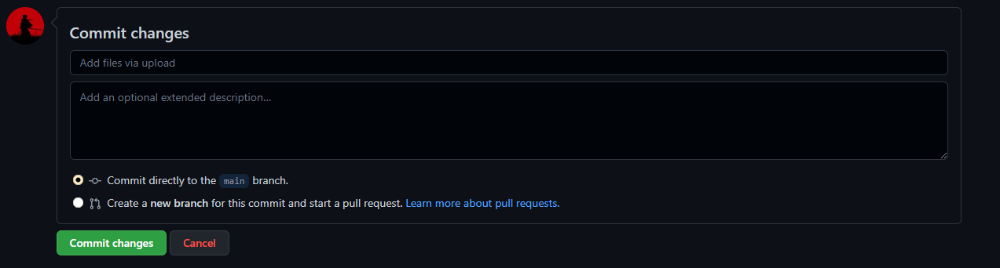 Commit changes
Add files via upload
Add an optional extended description...
Commit directly to the main branch.
Create a new branch for this commit and start a pull request. Learn more about pull requests.
Commit changes Cancel